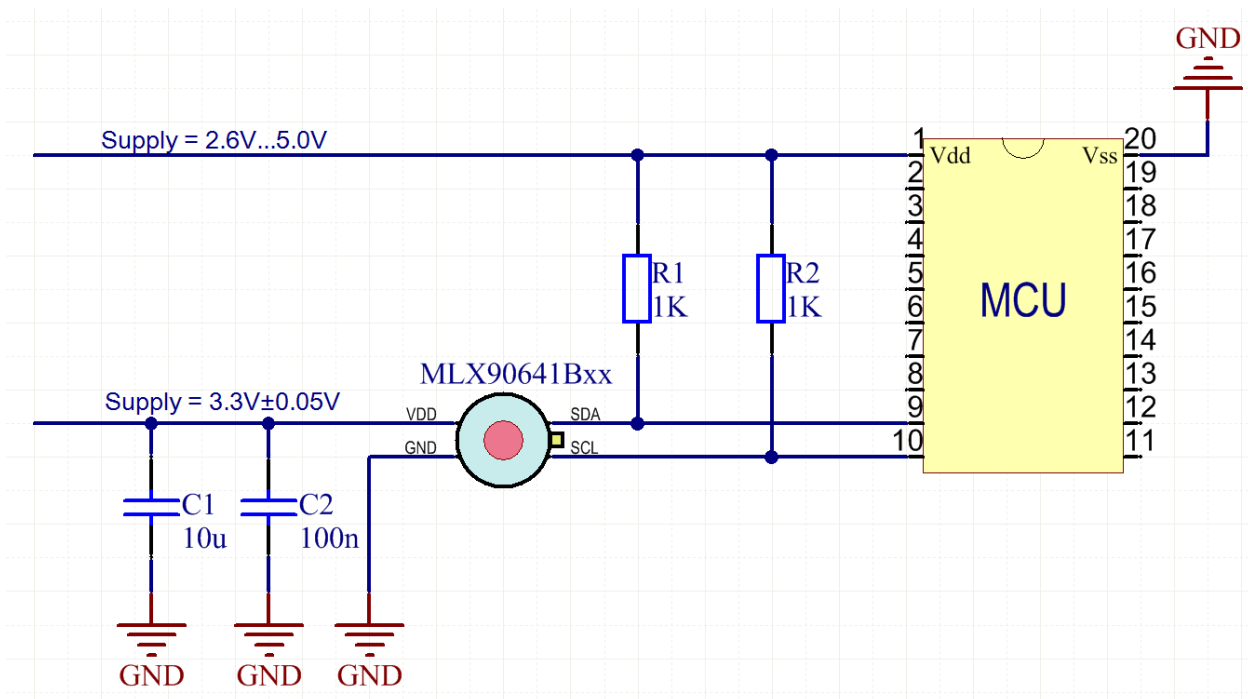 GND
Supply = 2.6V...5.0V
1
20
Vdd
Vss
2
19
3
18
4
17
R1
R2
5
16
1K
1K
MCU
6
15
7
14
MLX90641Bxx
8
13
Supply = 3.3V±0.05V
VDD
SDA
9
12
GND
SCL
10
11
C1
C2
10u
100n
GND
GND
GND